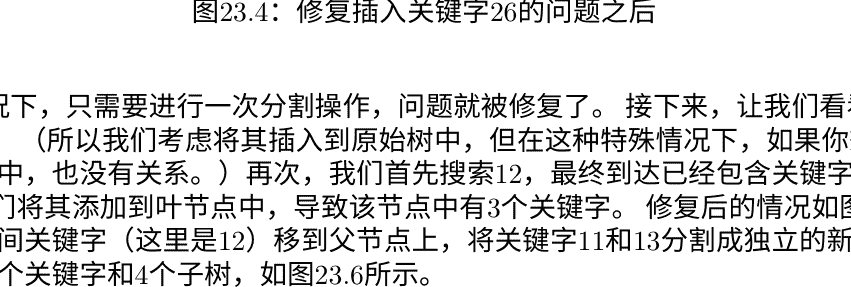 图23.4：修复插入关键字26的问题之后
况下，只需要进行一次分割操作，问题就被修复了。 接下来，让我们看
（所以我们考虑将其插入到原始树中，但在这种特殊情况下，如果你
中，也没有关系。）再次，我们首先搜索12，最终到达已经包含关键字
们将其添加到叶节点中，导致该节点中有3个关键字。 修复后的情况如图
间关键字（这里是12）移到父节点上，将关键字11和13分割成独立的新
个关键字和4个子树，如图23.6所示。